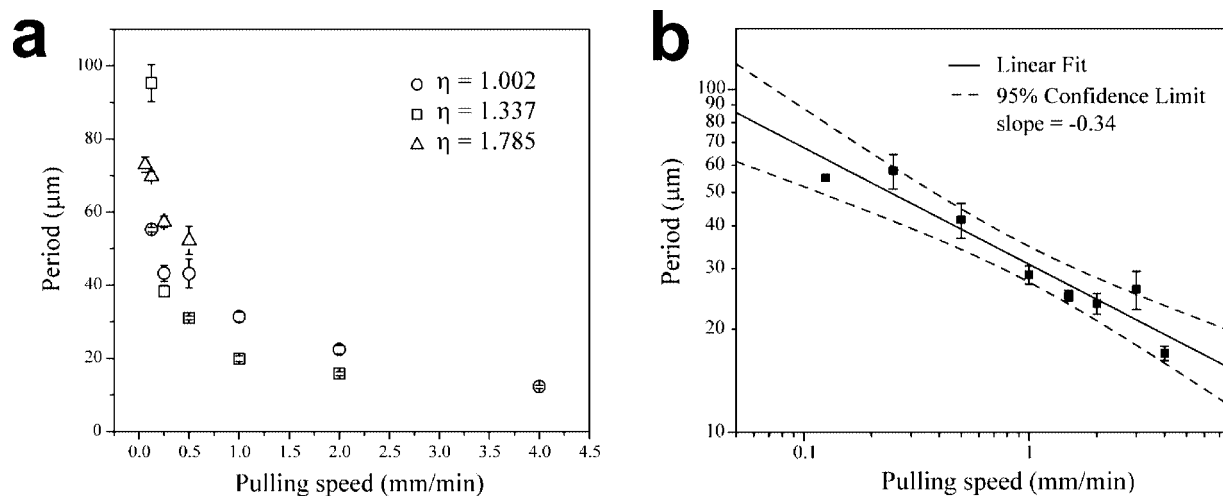 a
100
80
60
40
20
0
Period (μm)
η = 1.002
η = 1.337
η = 1.785
0.0 0.5 1.0 1.5 2.0 2.5 3.0 3.5 4.0 4.5
Pulling speed (mm/min)
b
100
90
80
70
60
50
40
30
20
10
Period (μm)
Linear Fit
95% Confidence Limit
slope = -0.34
0.1 1
Pulling speed (mm/min)